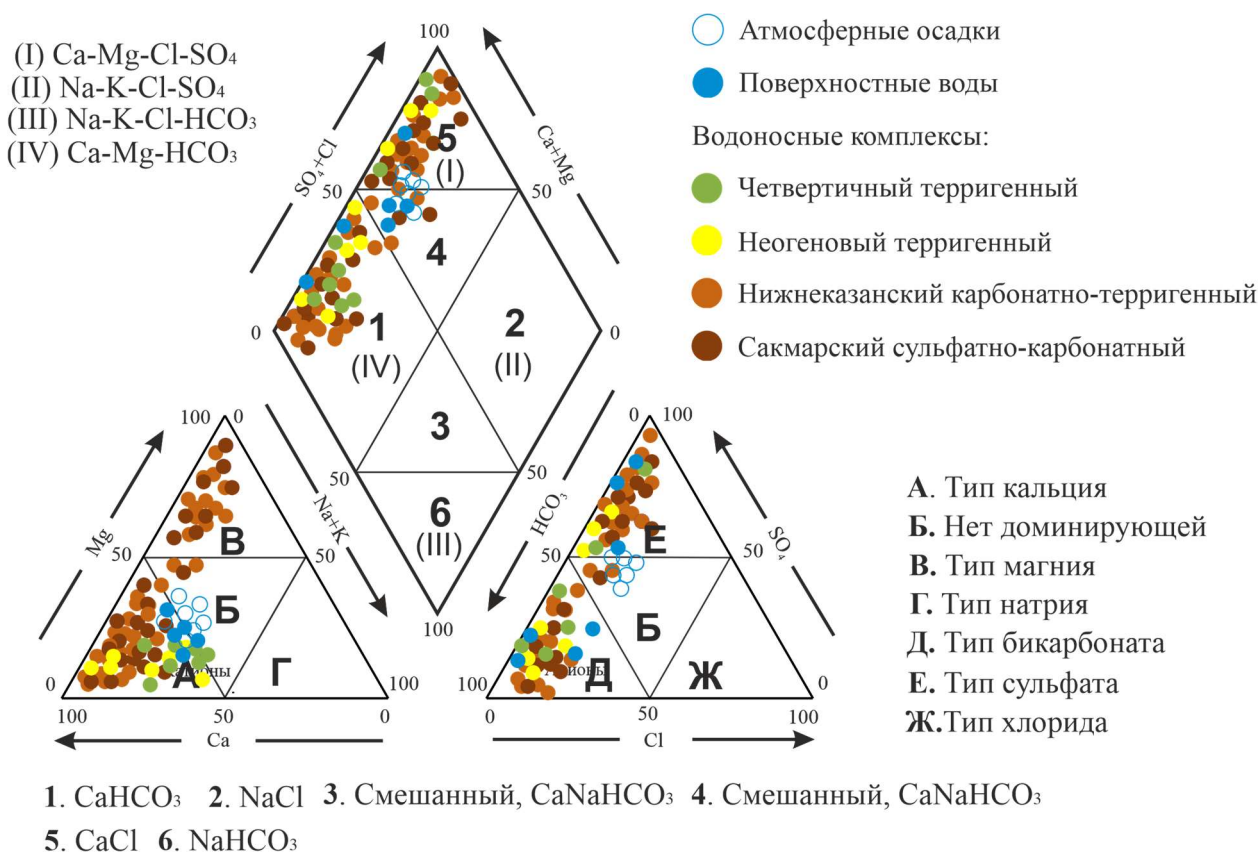 (I) Ca-Mg-Cl-SO₄
(II) Na-K-Cl-SO₄
(III) Na-K-Cl-HCO₃
(IV) Ca-Mg-HCO₃
100
SO₄+Cl
Ca+Mg
5
(I)
50
50
4
0
1
(IV)
2
(II)
0
3
50
50
6
(III)
100
Na+K
HCO₃
Атмосферные осадки
Поверхностные воды
Водоносные комплексы:
Четвертичный терригенный
Неогеновый терригенный
Нижнеказанский карбонатно-терригенный
Сакмарский сульфатно-карбонатный
100
0
Mg
50
50
В
Б
А
Г
0
100
100
50
0
Ca
0
100
50
50
SO₄
Е
Б
Д
Ж
Анионы
100
0
0
50
100
Cl
А. Тип кальция
Б. Нет доминирующей
В. Тип магния
Г. Тип натрия
Д. Тип бикарбоната
Е. Тип сульфата
Ж.Тип хлорида
1. CaHCO₃ 2. NaCl 3. Смешанный, CaNaHCO₃ 4. Смешанный, CaNaHCO₃
5. CaCl 6. NaHCO₃